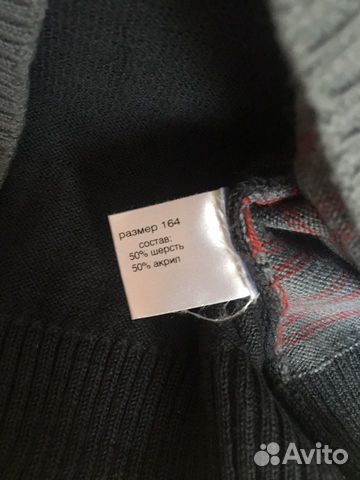 размер 164
состав:
50% шерсть
50% акрил
Avito